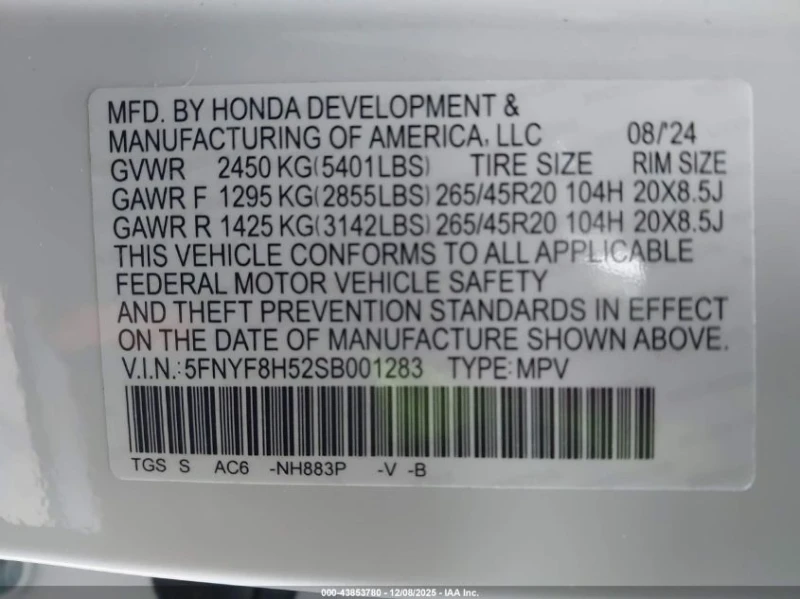 MFD. BY HONDA DEVELOPMENT &
MANUFACTURING OF AMERICA, LLC 08/'24
GVWR 2450 KG(5401LBS) TIRE SIZE RIM SIZE
GAWR F 1295 KG(2855LBS) 265/45R20 104H 20X8.5J
GAWR R 1425 KG(3142LBS) 265/45R20 104H 20X8.5J
THIS VEHICLE CONFORMS TO ALL APPLICABLE
FEDERAL MOTOR VEHICLE SAFETY
AND THEFT PREVENTION STANDARDS IN EFFECT
ON THE DATE OF MANUFACTURE SHOWN ABOVE.
V.I.N.:5FNYF8H52SB001283 TYPE:MPV
TGS S AC6 -NH883P -V -B
000-43853780 - 12/08/2025 - IAA Inc.